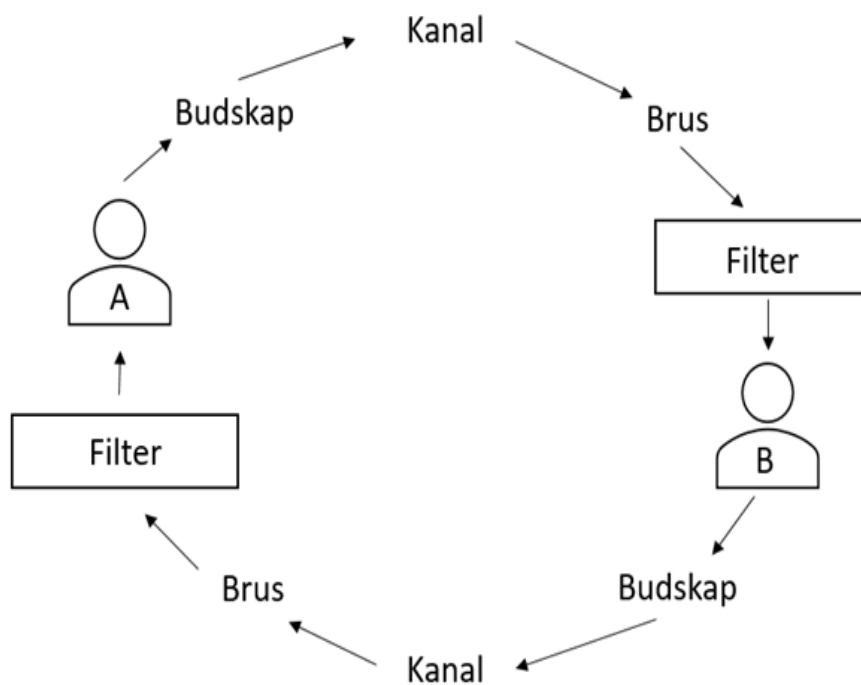 Kanal
Budskap
Brus
Filter
A
B
Filter
Budskap
Brus
Kanal